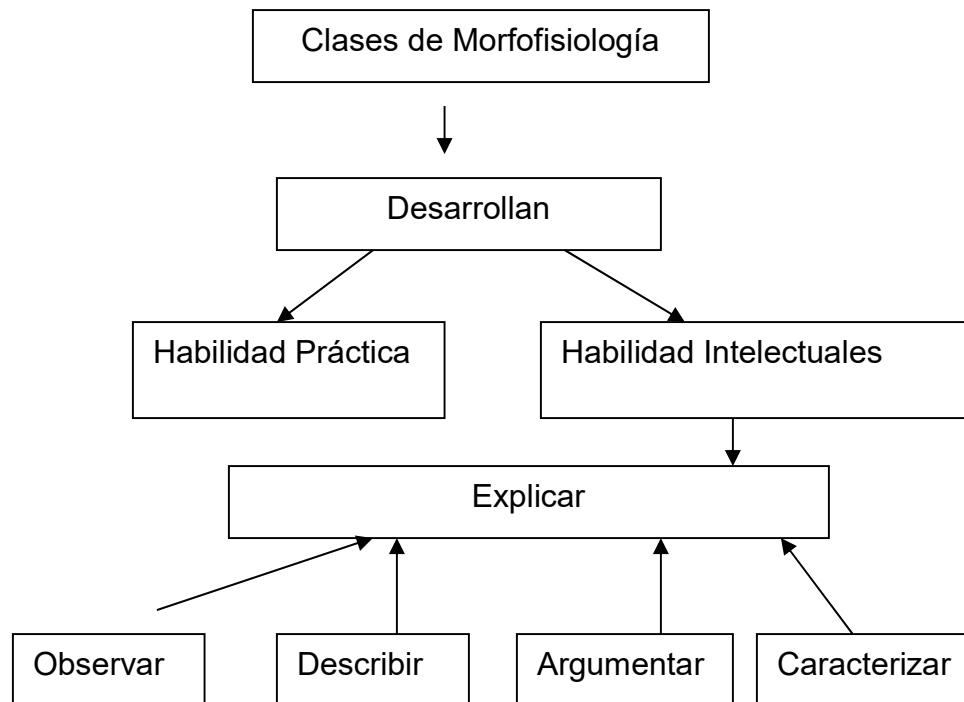 Clases de Morfofisiología
Desarrollan
Habilidad Práctica
Habilidad Intelectuales
Explicar
Observar
Describir
Argumentar
Caracterizar